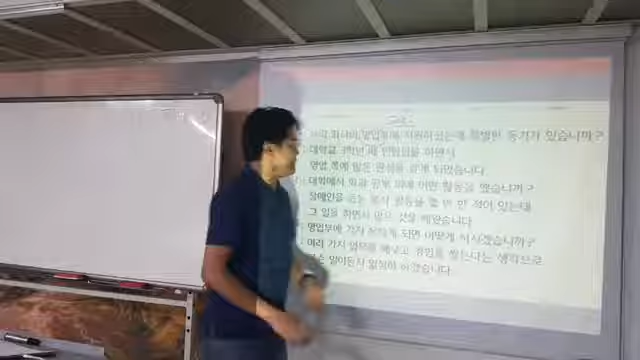 영업부에 지원하셨는데 특별한 동기가 있습니까?
대학교 3학년 때 인턴십을 하면서
영업 쪽에 많은 관심을 갖게 되었습니다.
대학에서 학과 공부 외에 어떤 활동을 했습니까?
장애인을 돕는 봉사 활동을 몇 번 한 적이 있는데
그 일을 하면서 많은 것을 배웠습니다.
영업부에 가지 못하게 되면 어떻게 하시겠습니까?
여러 가지 업무를 배우고 경험을 쌓는다는 생각으로
일이든지 열심히 하겠습니다.